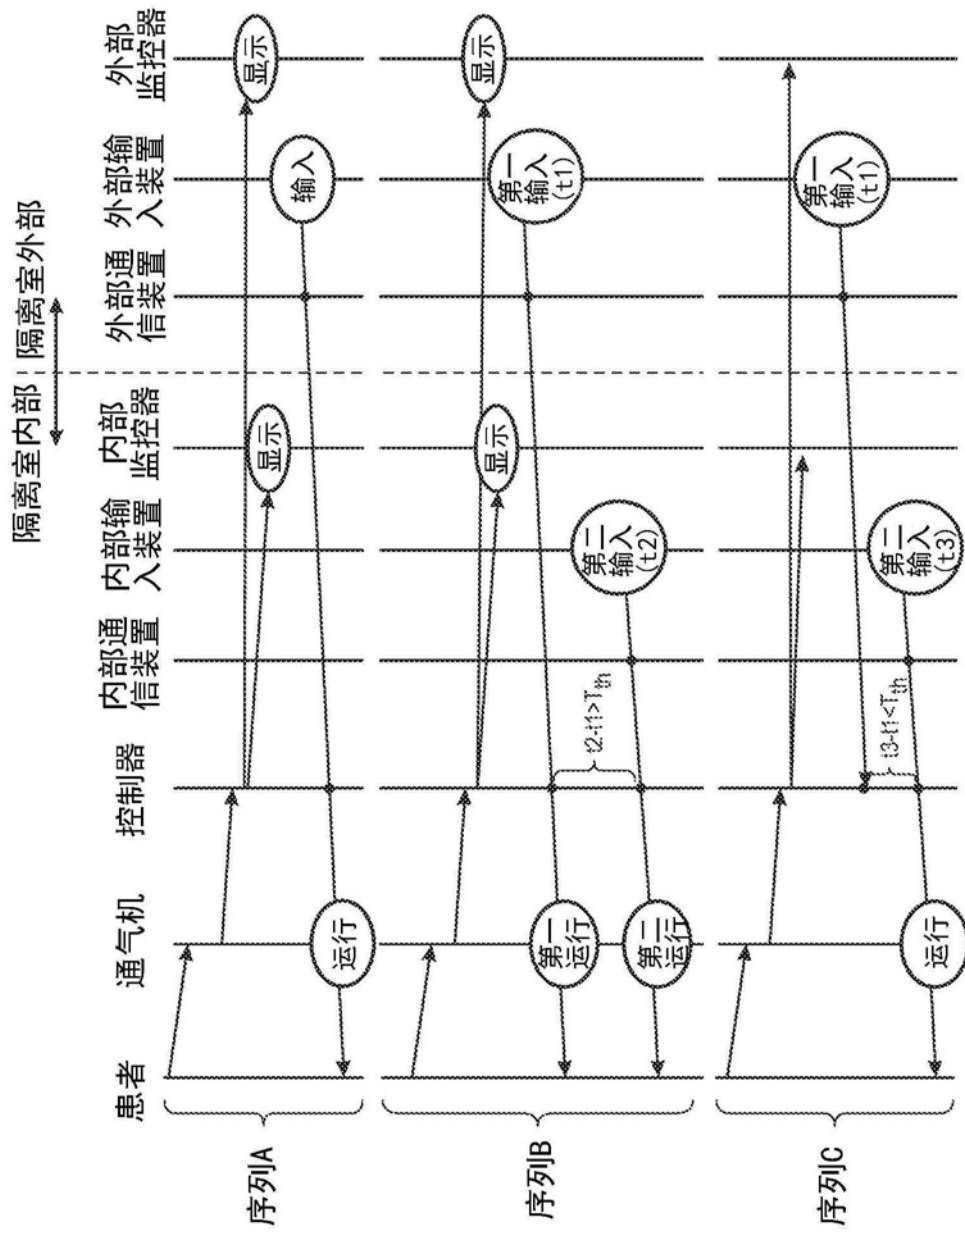 隔离室内部
隔离室外部
患者
通气机
控制器
内部通
信装置
内部输
入装置
内部
监控器
外部通
信装置
外部输
入装置
外部
监控器
序列A
显示
显示
输入
运行
序列B
显示
显示
第一
输入
(t1)
第二
输入
(t2)
t2-t1>Tth
第一
运行
第二
运行
序列C
第一
输入
(t1)
第二
输入
(t3)
t3-t1<Tth
运行